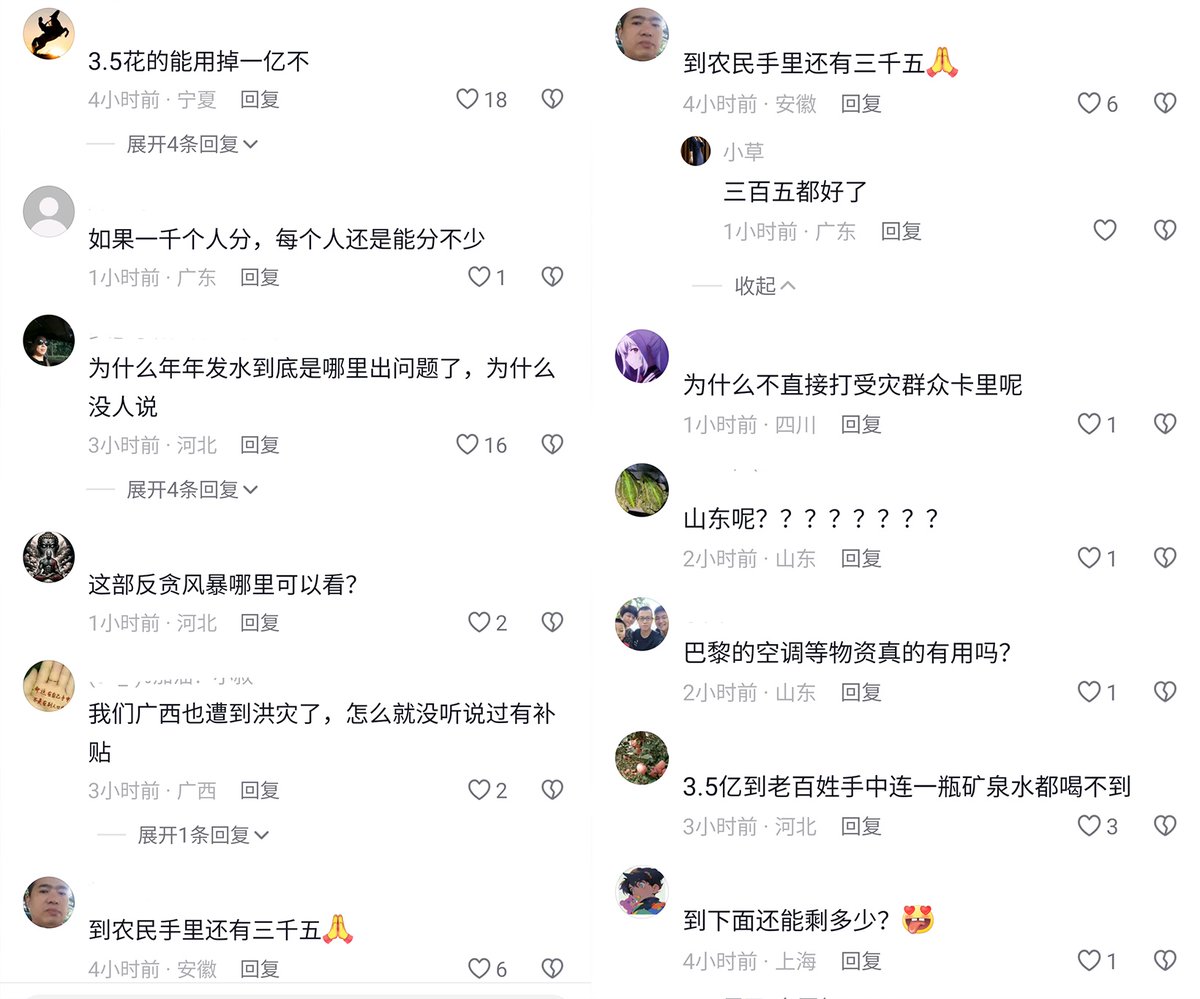 3.5花的能用掉一亿不
4小时前 · 宁夏 回复 18
展开4条回复
如果一千个人分，每个人还是能分不少
1小时前 · 广东 回复 1
为什么年年发水到底是哪里出问题了，为什么
没人说
3小时前 · 河北 回复 16
展开4条回复
这部反贪风暴哪里可以看？
1小时前 · 河北 回复 2
我们广西也遭到洪灾了，怎么就没听说过有补
贴
3小时前 · 广西 回复 2
展开1条回复
到农民手里还有三千五🙏
4小时前 · 安徽 回复 6
到农民手里还有三千五🙏
4小时前 · 安徽 回复 6
小草
三百五都好了
1小时前 · 广东 回复
收起
为什么不直接打受灾群众卡里呢
1小时前 · 四川 回复 1
山东呢？？？？？？？？
2小时前 · 山东 回复 1
巴黎的空调等物资真的有用吗？
2小时前 · 山东 回复 1
3.5亿到老百姓手中连一瓶矿泉水都喝不到
3小时前 · 河北 回复 3
到下面还能剩多少？
4小时前 · 上海 回复 1